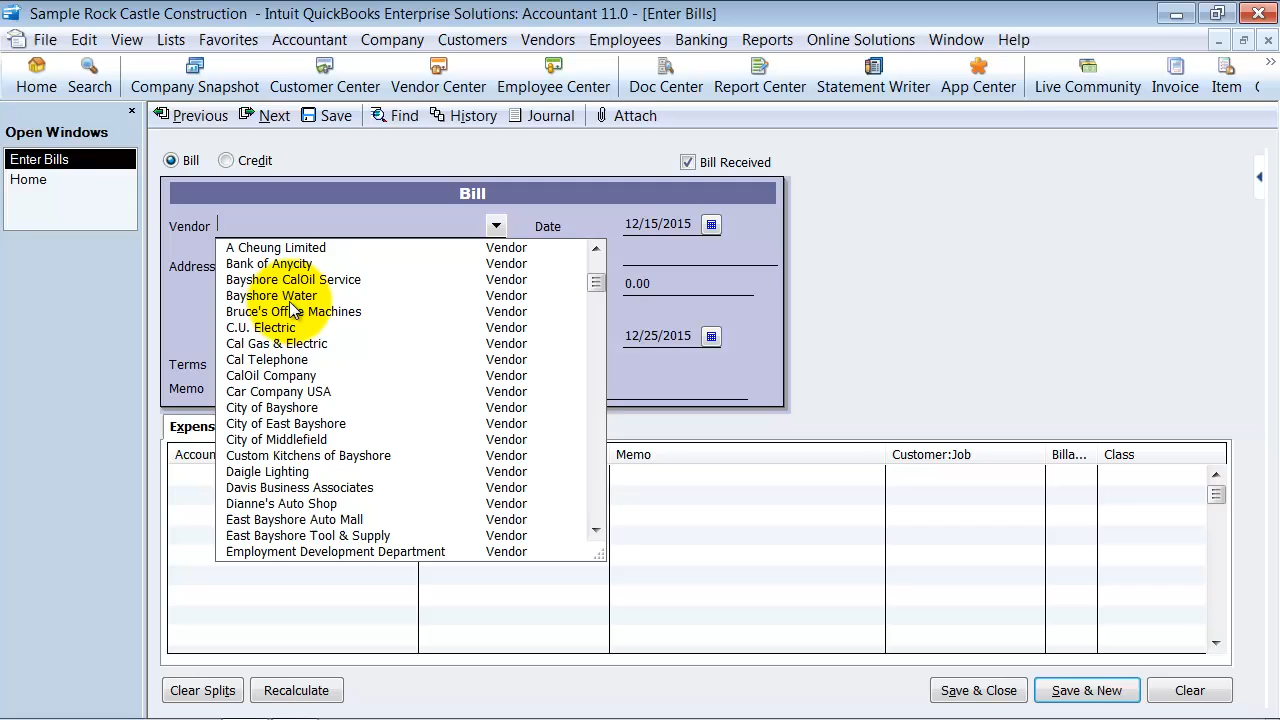 Sample Rock Castle Construction - Intuit QuickBooks Enterprise Solutions: Accountant 11.0 - [Enter Bills]
File Edit View Lists Favorites Accountant Company Customers Vendors Employees Banking Reports Online Solutions Window Help
Home Search Company Snapshot Customer Center Vendor Center Employee Center Doc Center Report Center Statement Writer App Center Live Community Invoice Item
Previous Next Save Find History Journal Attach
Open Windows
Enter Bills
Home
Bill Credit Bill Received
Bill
Vendor Date 12/15/2015
Address
0.00
12/25/2015
Terms
Memo
A Cheung Limited Vendor
Bank of Anycity Vendor
Bayshore CalOil Service Vendor
Bayshore Water Vendor
Bruce's Office Machines Vendor
C.U. Electric Vendor
Cal Gas & Electric Vendor
Cal Telephone Vendor
CalOil Company Vendor
Car Company USA Vendor
City of Bayshore Vendor
City of East Bayshore Vendor
City of Middlefield Vendor
Custom Kitchens of Bayshore Vendor
Daigle Lighting Vendor
Davis Business Associates Vendor
Dianne's Auto Shop Vendor
East Bayshore Auto Mall Vendor
East Bayshore Tool & Supply Vendor
Employment Development Department Vendor
Expens
Accoun Memo Customer:Job Billa... Class
Clear Splits Recalculate Save & Close Save & New Clear